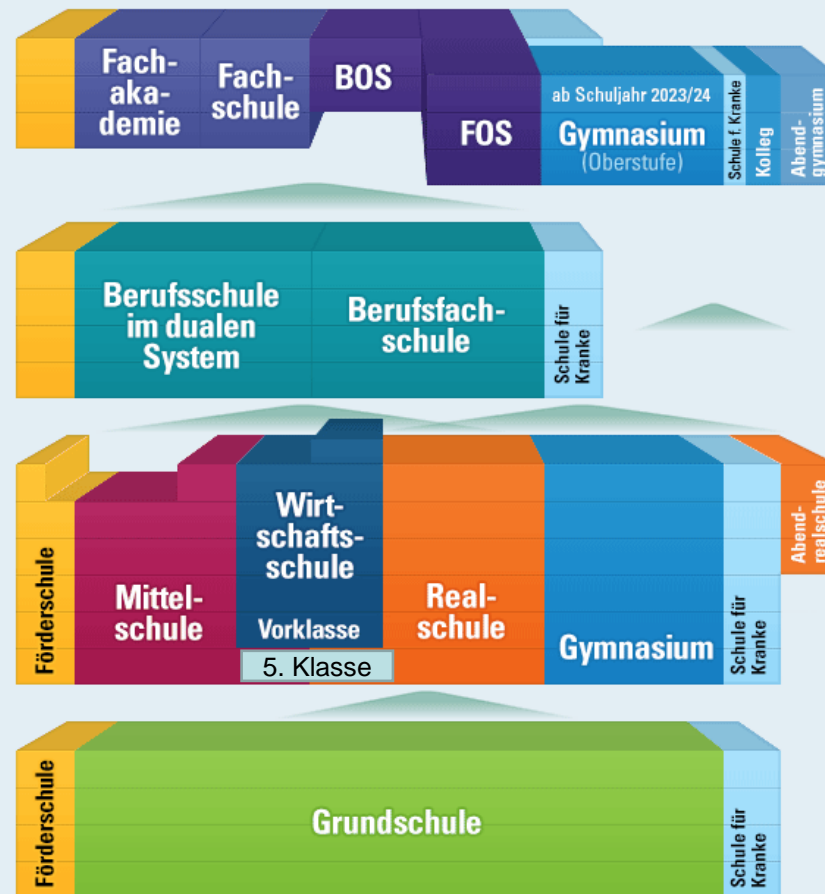 Fach-
aka-
demie
Fach-
schule
BOS
FOS
ab Schuljahr 2023/24
Gymnasium
(Oberstufe)
Schule f. Kranke
Kolleg
Abend-
gymnasium
Berufsschule
im dualen
System
Berufsfach-
schule
Schule für
Kranke
Förderschule
Mittel-
schule
Wirt-
schafts-
schule
Vorklasse
5. Klasse
Real-
schule
Gymnasium
Schule für
Kranke
Abend-
realschule
Förderschule
Grundschule
Schule für
Kranke